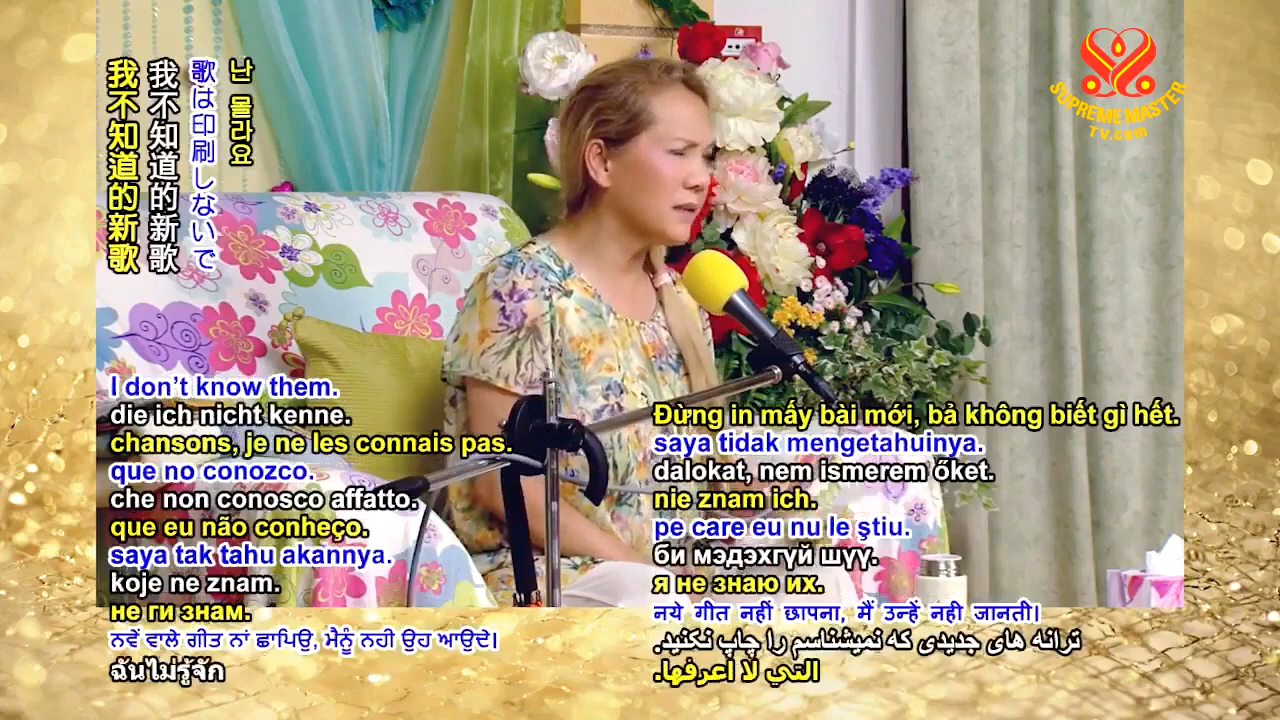 SUPREME MASTER
TV.com
난 몰라요
歌は印刷しないで
我不知道的新歌
我不知道的新歌
I don't know them.
die ich nicht kenne.
chansons, je ne les connais pas.
que no conozco.
che non conosco affatto.
que eu não conheço.
saya tak tahu akannya.
koje ne znam.
не ги знам.
ਨਵੇਂ ਵਾਲੇ ਗੀਤ ਨਾਂ ਛਾਪਿਉ, ਮੈਨੂੰ ਨਹੀ ਉਹ ਆਉਦੇ।
ฉันไม่รู้จัก
Đừng in mấy bài mới, bả không biết gì hết.
saya tidak mengetahuinya.
dalokat, nem ismerem őket.
nie znam ich.
pe care eu nu le ştiu.
би мэдэхгүй шүү.
я не знаю их.
नये गीत नहीं छापना, मैं उन्हें नही जानती।
ترانه های جدیدی که نمیشناسم را چاپ نکنید.
التي لا اعرفها.